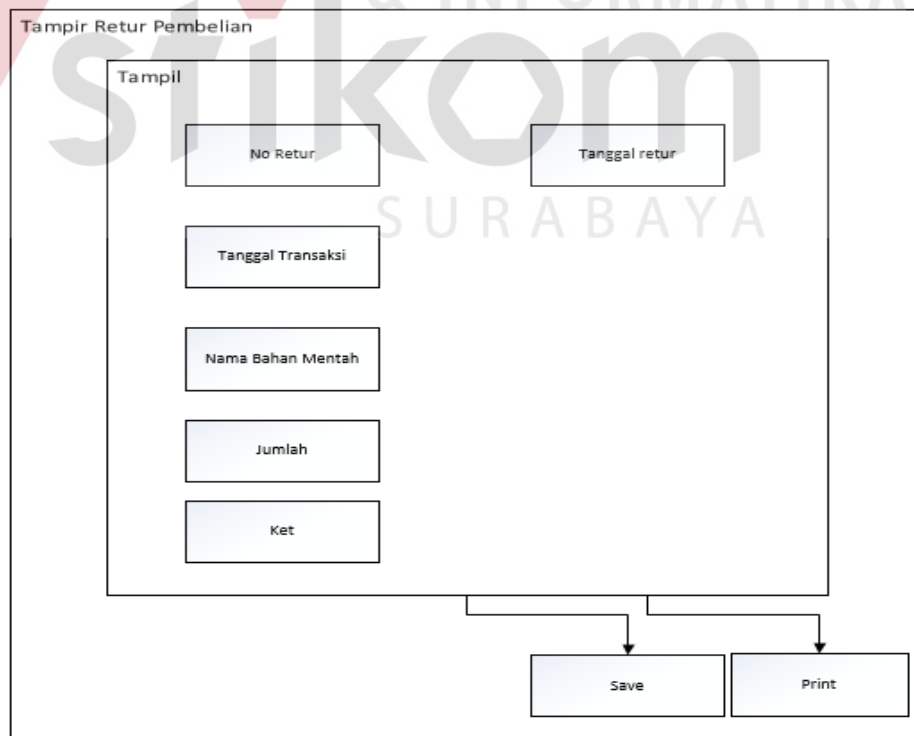 & INFORMATIKA
Tampir Retur Pembelian
stikom
Tampil
No Retur
Tanggal retur
SURABAYA
Tanggal Transaksi
Nama Bahan Mentah
Jumlah
Ket
Save
Print